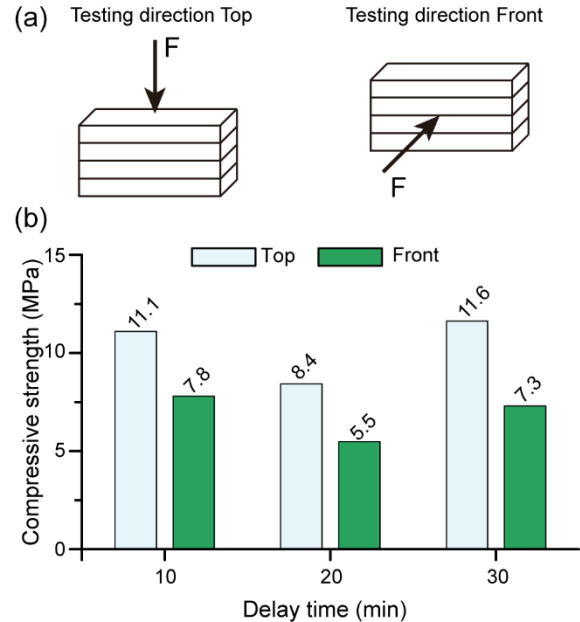 (a)
Testing direction Top
Testing direction Front
F
F
(b)
Top
Front
Compressive strength (MPa)
15
10
5
0
11.1
7.8
8.4
5.5
11.6
7.3
10
20
30
Delay time (min)